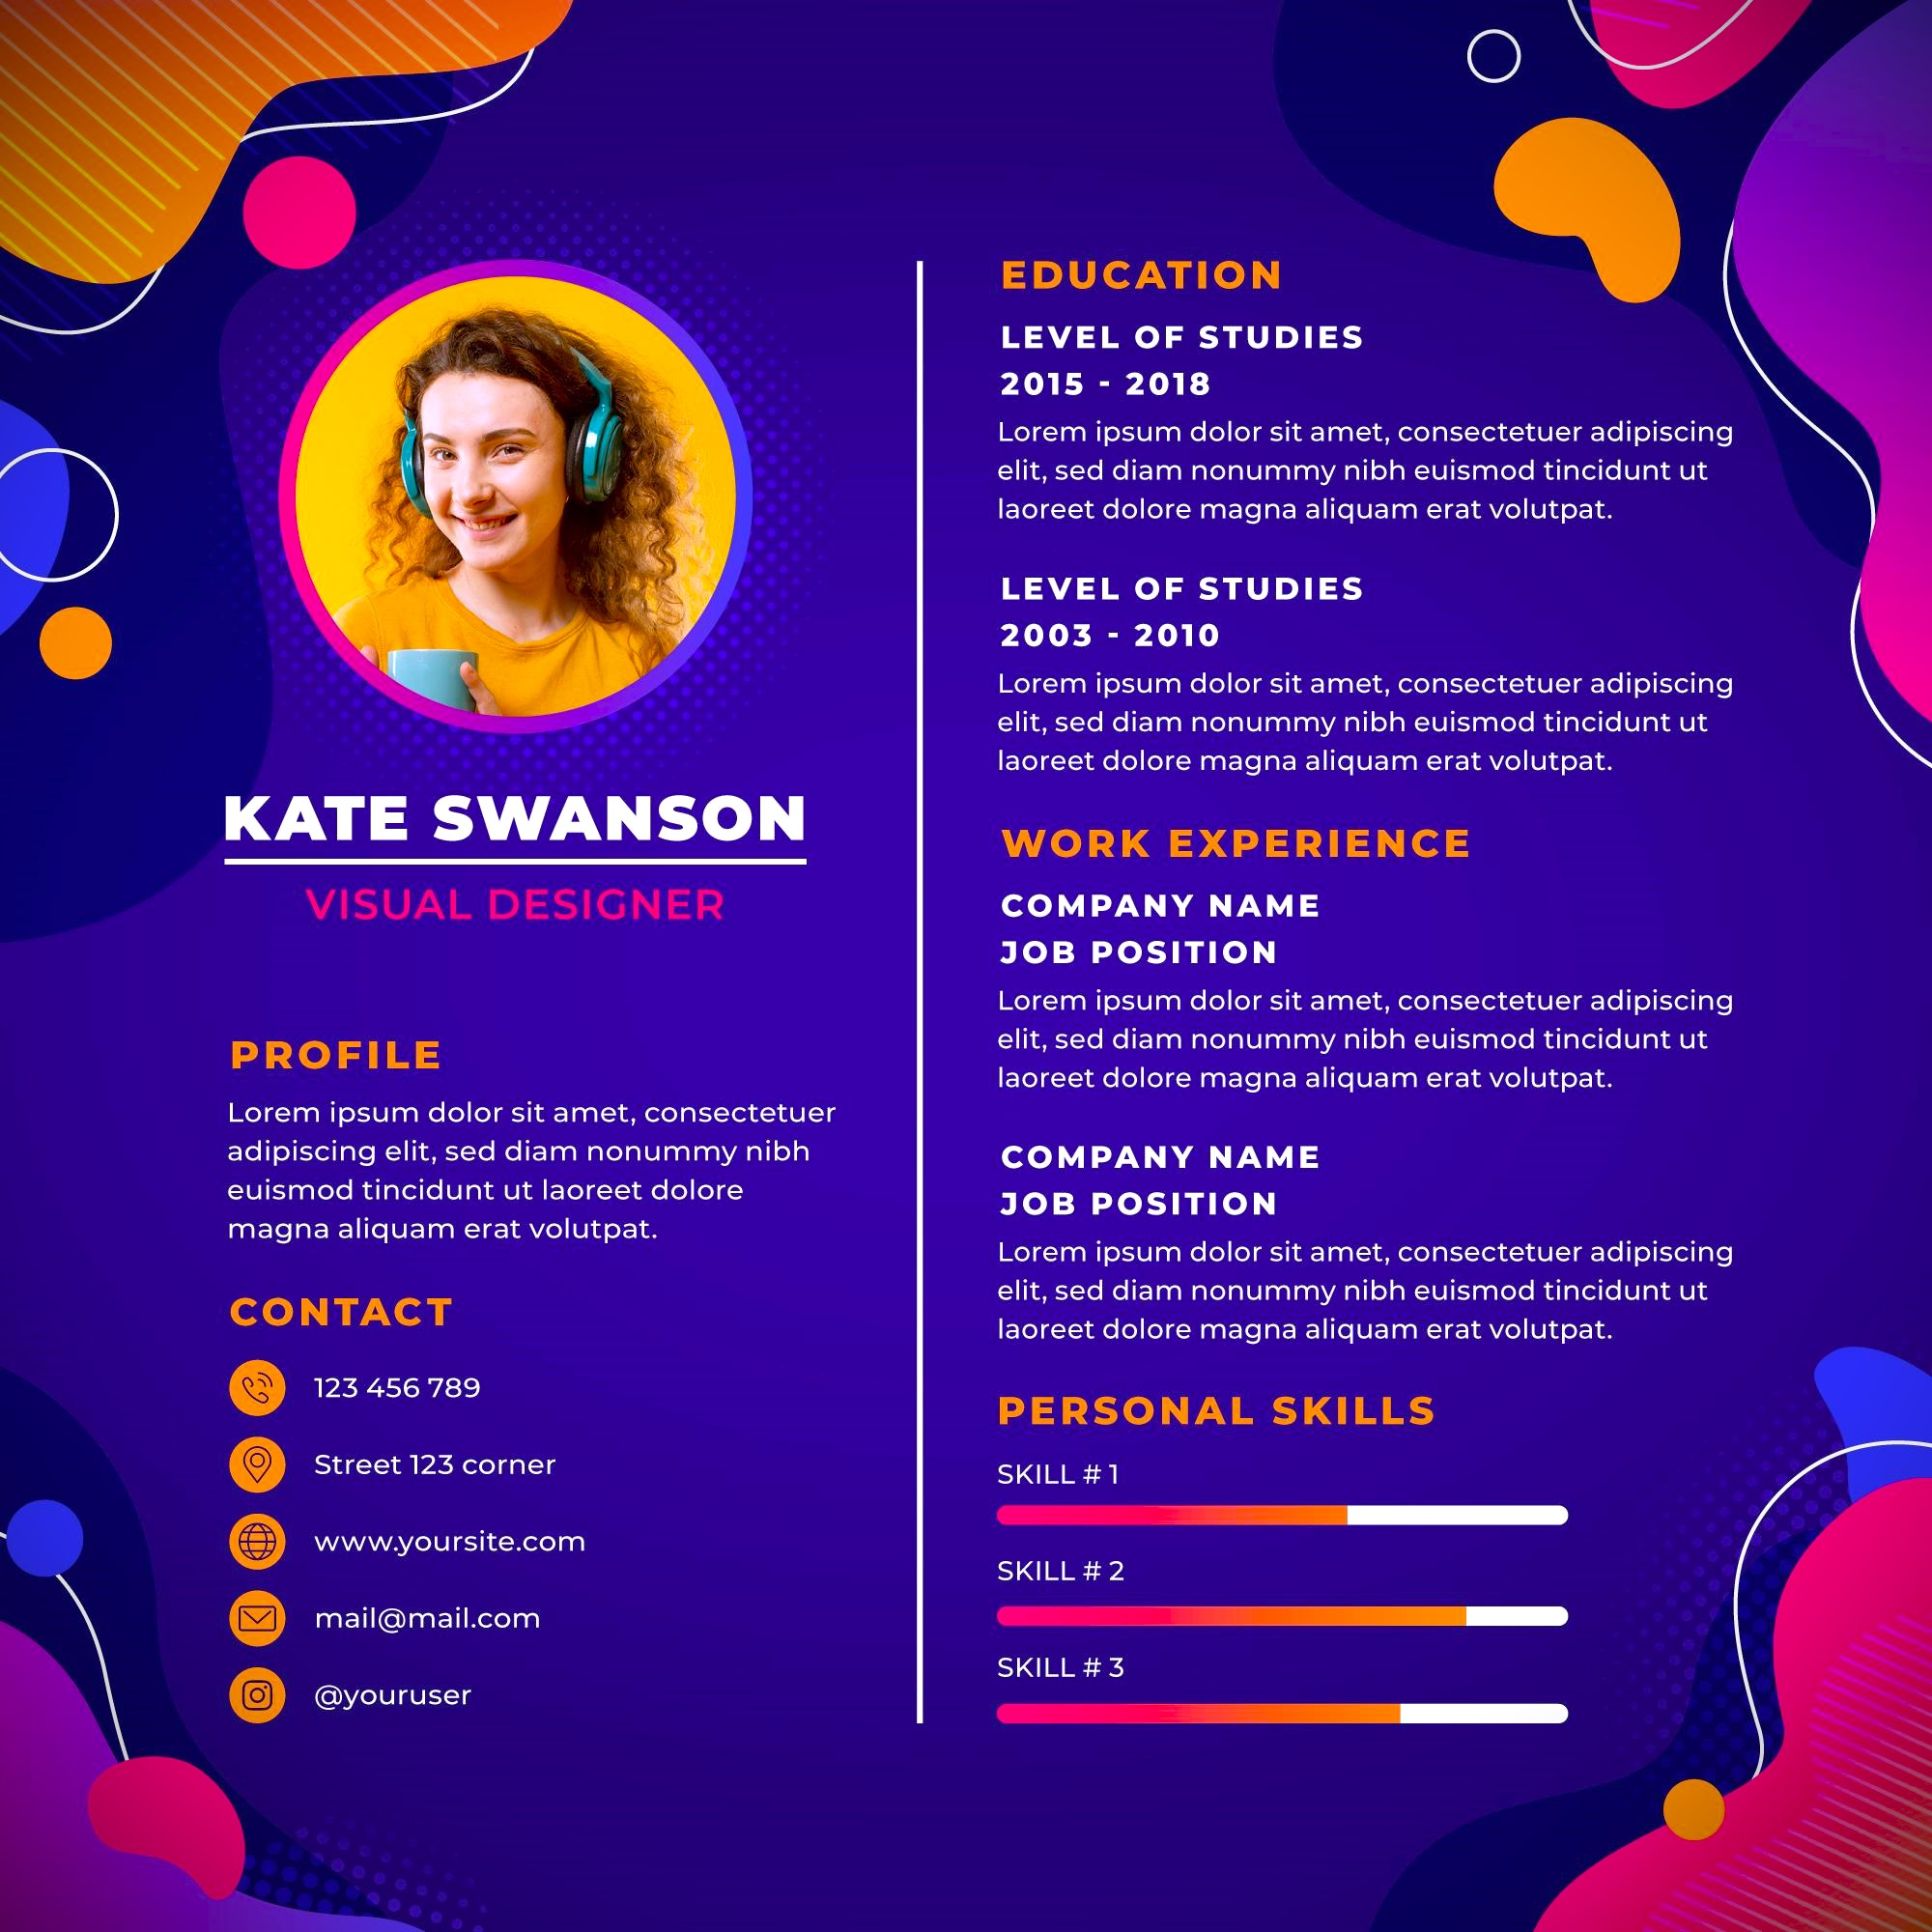 KATE SWANSON
VISUAL DESIGNER
PROFILE
Lorem ipsum dolor sit amet, consectetuer
adipiscing elit, sed diam nonummy nibh
euismod tincidunt ut laoreet dolore
magna aliquam erat volutpat.
CONTACT
123 456 789
Street 123 corner
www.yoursite.com
mail@mail.com
@youruser
EDUCATION
LEVEL OF STUDIES
2015 - 2018
Lorem ipsum dolor sit amet, consectetuer adipiscing
elit, sed diam nonummy nibh euismod tincidunt ut
laoreet dolore magna aliquam erat volutpat.
LEVEL OF STUDIES
2003 - 2010
Lorem ipsum dolor sit amet, consectetuer adipiscing
elit, sed diam nonummy nibh euismod tincidunt ut
laoreet dolore magna aliquam erat volutpat.
WORK EXPERIENCE
COMPANY NAME
JOB POSITION
Lorem ipsum dolor sit amet, consectetuer adipiscing
elit, sed diam nonummy nibh euismod tincidunt ut
laoreet dolore magna aliquam erat volutpat.
COMPANY NAME
JOB POSITION
Lorem ipsum dolor sit amet, consectetuer adipiscing
elit, sed diam nonummy nibh euismod tincidunt ut
laoreet dolore magna aliquam erat volutpat.
PERSONAL SKILLS
SKILL # 1
SKILL # 2
SKILL # 3